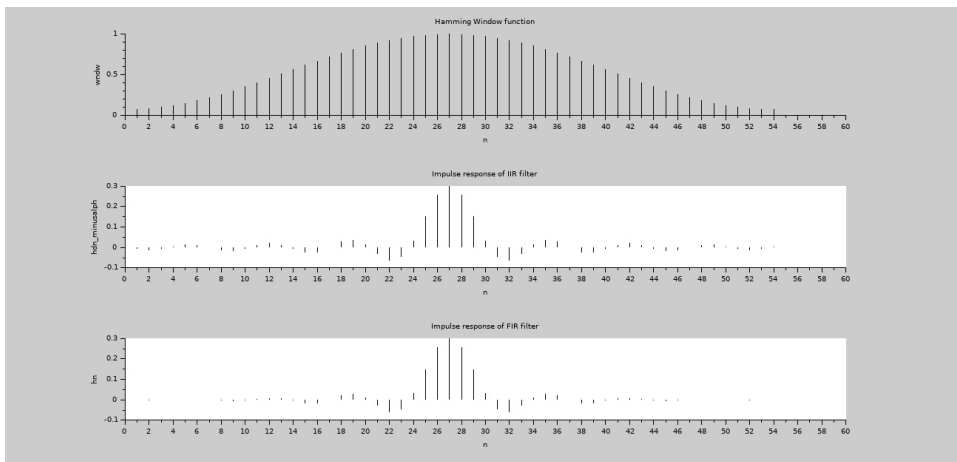 Hamming Window function
1
0.5
0
wndw
0 2 4 6 8 10 12 14 16 18 20 22 24 26 28 30 32 34 36 38 40 42 44 46 48 50 52 54 56 58 60
n
Impulse response of IIR filter
0.3
0.2
0.1
0
-0.1
hdn_minusalph
0 2 4 6 8 10 12 14 16 18 20 22 24 26 28 30 32 34 36 38 40 42 44 46 48 50 52 54 56 58 60
n
Impulse response of FIR filter
0.3
0.2
0.1
0
-0.1
hn
0 2 4 6 8 10 12 14 16 18 20 22 24 26 28 30 32 34 36 38 40 42 44 46 48 50 52 54 56 58 60
n